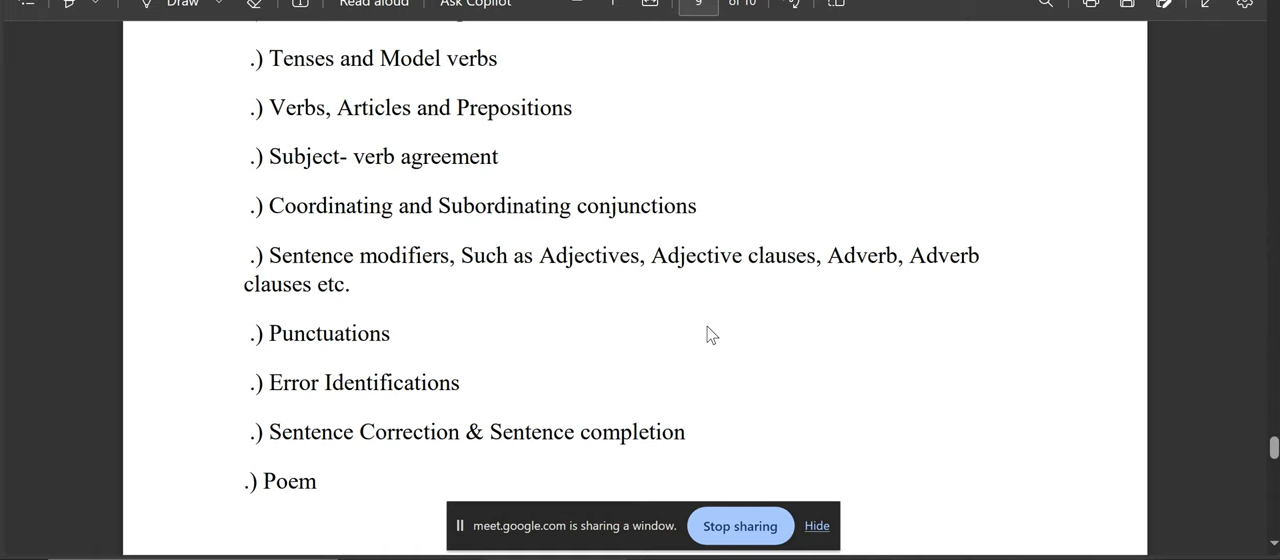 Draw
Read aloud
Ask Copilot
9 of 10
.) Tenses and Model verbs
.) Verbs, Articles and Prepositions
.) Subject- verb agreement
.) Coordinating and Subordinating conjunctions
.) Sentence modifiers, Such as Adjectives, Adjective clauses, Adverb, Adverb
clauses etc.
.) Punctuations
.) Error Identifications
.) Sentence Correction & Sentence completion
.) Poem
meet.google.com is sharing a window.
Stop sharing
Hide